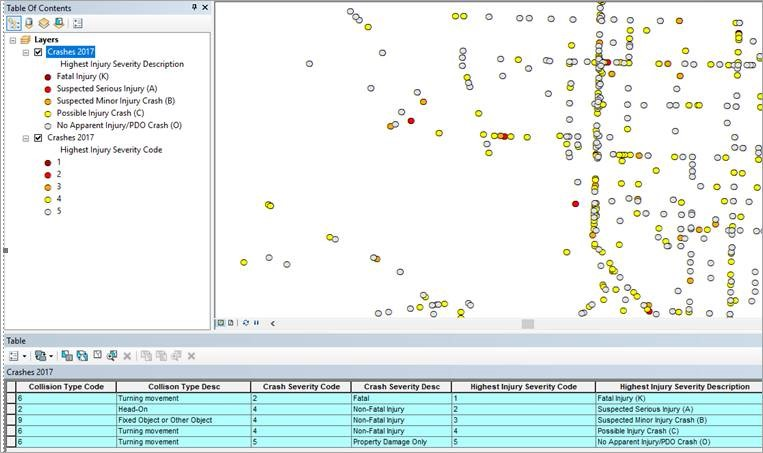 Table Of Contents
Layers
Crashes 2017
Highest Injury Severity Description
Fatal Injury (K)
Suspected Serious Injury (A)
Suspected Minor Injury Crash (B)
Possible Injury Crash (C)
No Apparent Injury/PDO Crash (O)
Crashes 2017
Highest Injury Severity Code
1
2
3
4
5
Table
Crashes 2017
Collision Type Code Collison Type Desc Crash Severity Code Crash Severity Desc Highest Injury Severity Code Highest Injury Severity Description
6 Turning movement 2 Fatal 1 Fatal Injury (K)
2 Head-On 4 Non-Fatal Injury 2 Suspected Serious Injury (A)
9 Fixed Object or Other Object 4 Non-Fatal Injury 3 Suspected Minor Injury Crash (B)
6 Turning movement 4 Non-Fatal Injury 4 Possible Injury Crash (C)
6 Turning movement 5 Property Damage Only 5 No Apparent Injury/PDO Crash (O)